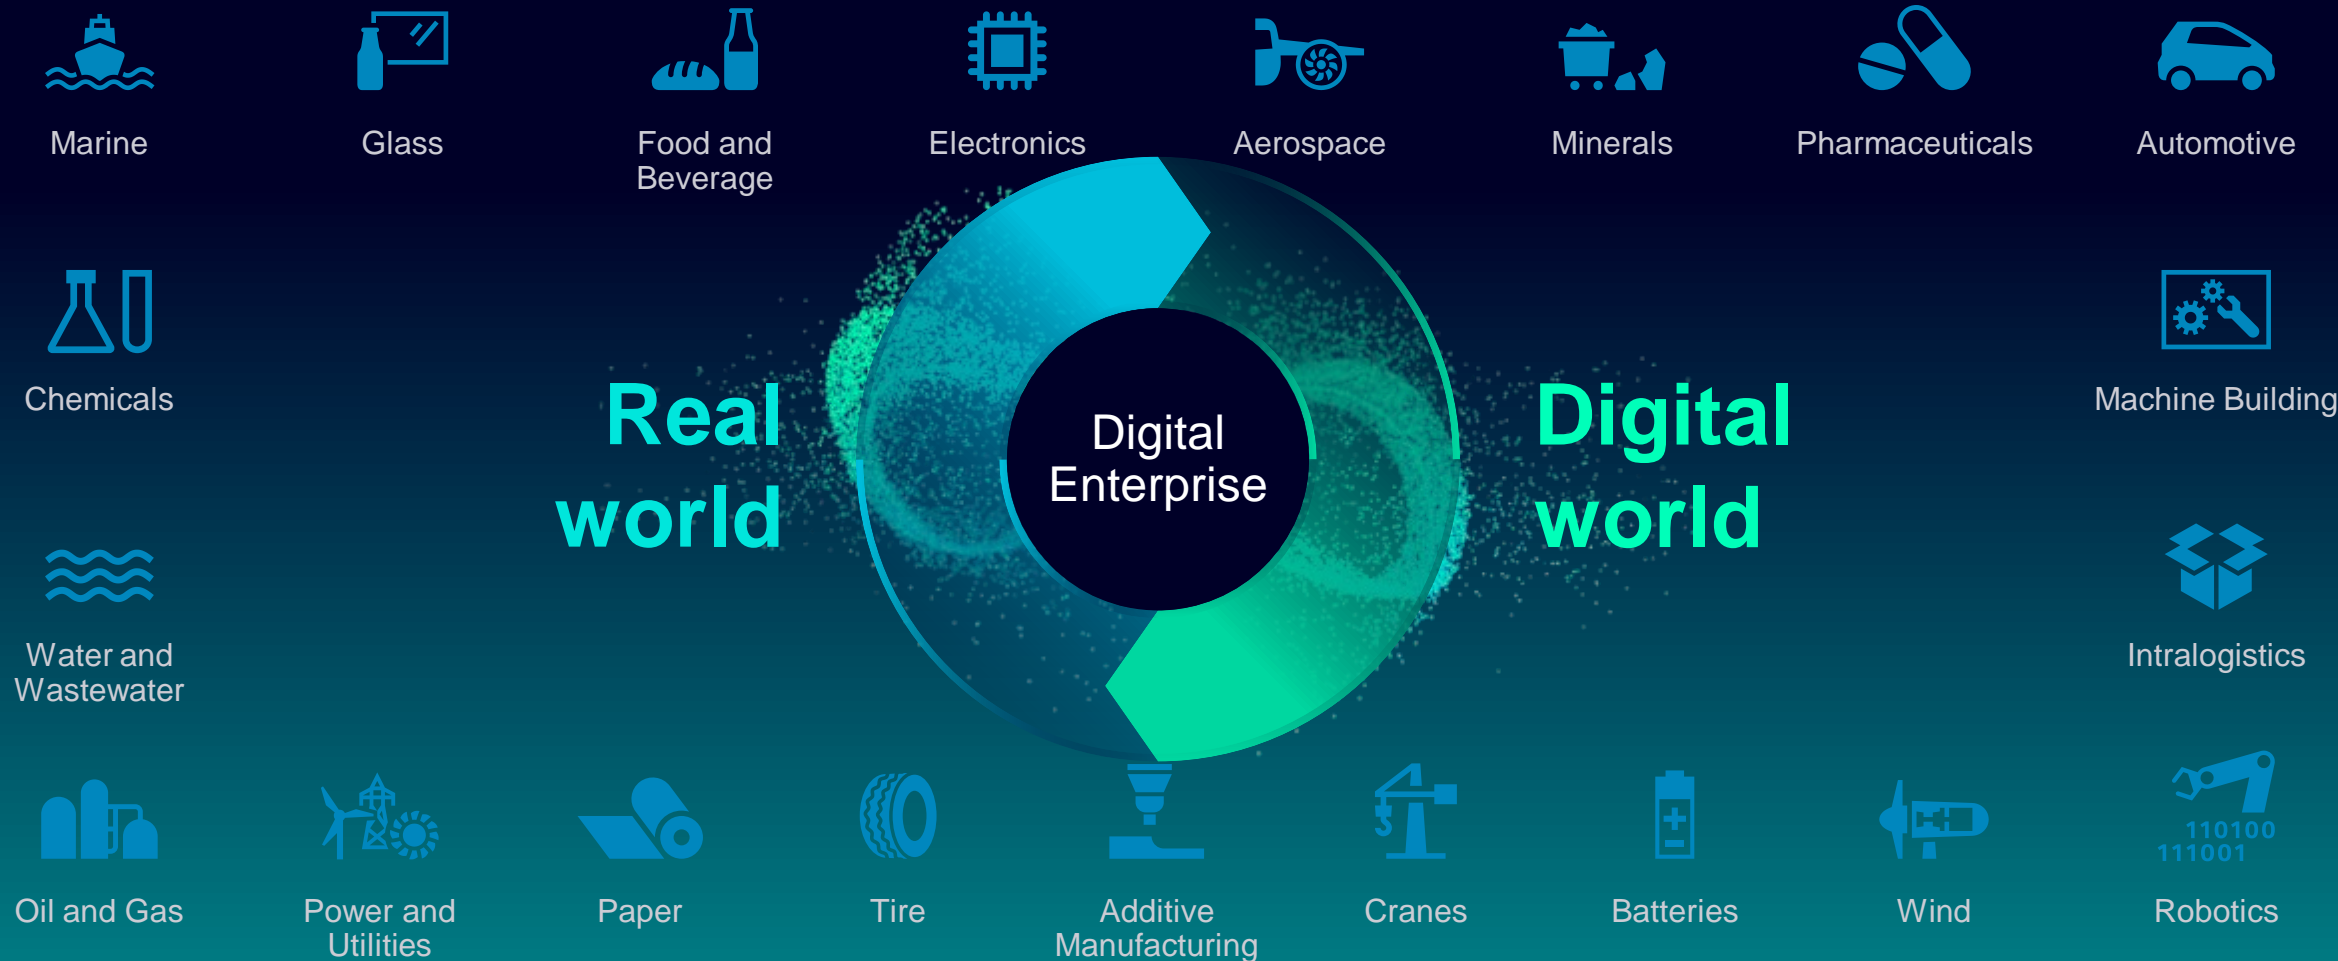 Marine
Glass
Food and
Beverage
Electronics
Aerospace
Minerals
Pharmaceuticals
Automotive
Chemicals
Real
world
Digital
Enterprise
Digital
world
Machine Building
Water and
Wastewater
Intralogistics
110100
111001
Oil and Gas
Power and
Utilities
Paper
Tire
Additive
Manufacturing
Cranes
Batteries
Wind
Robotics